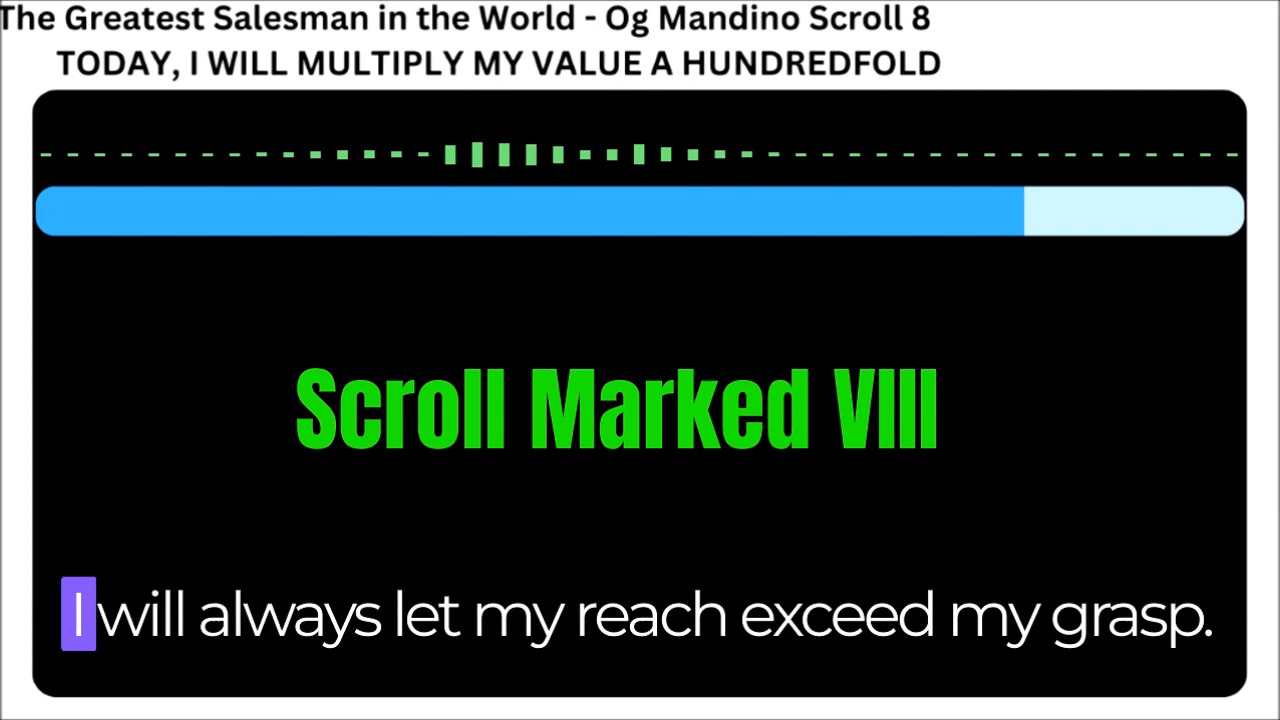 The Greatest Salesman in the World - Og Mandino Scroll 8
TODAY, I WILL MULTIPLY MY VALUE A HUNDREDFOLD
Scroll Marked VIII
I will always let my reach exceed my grasp.